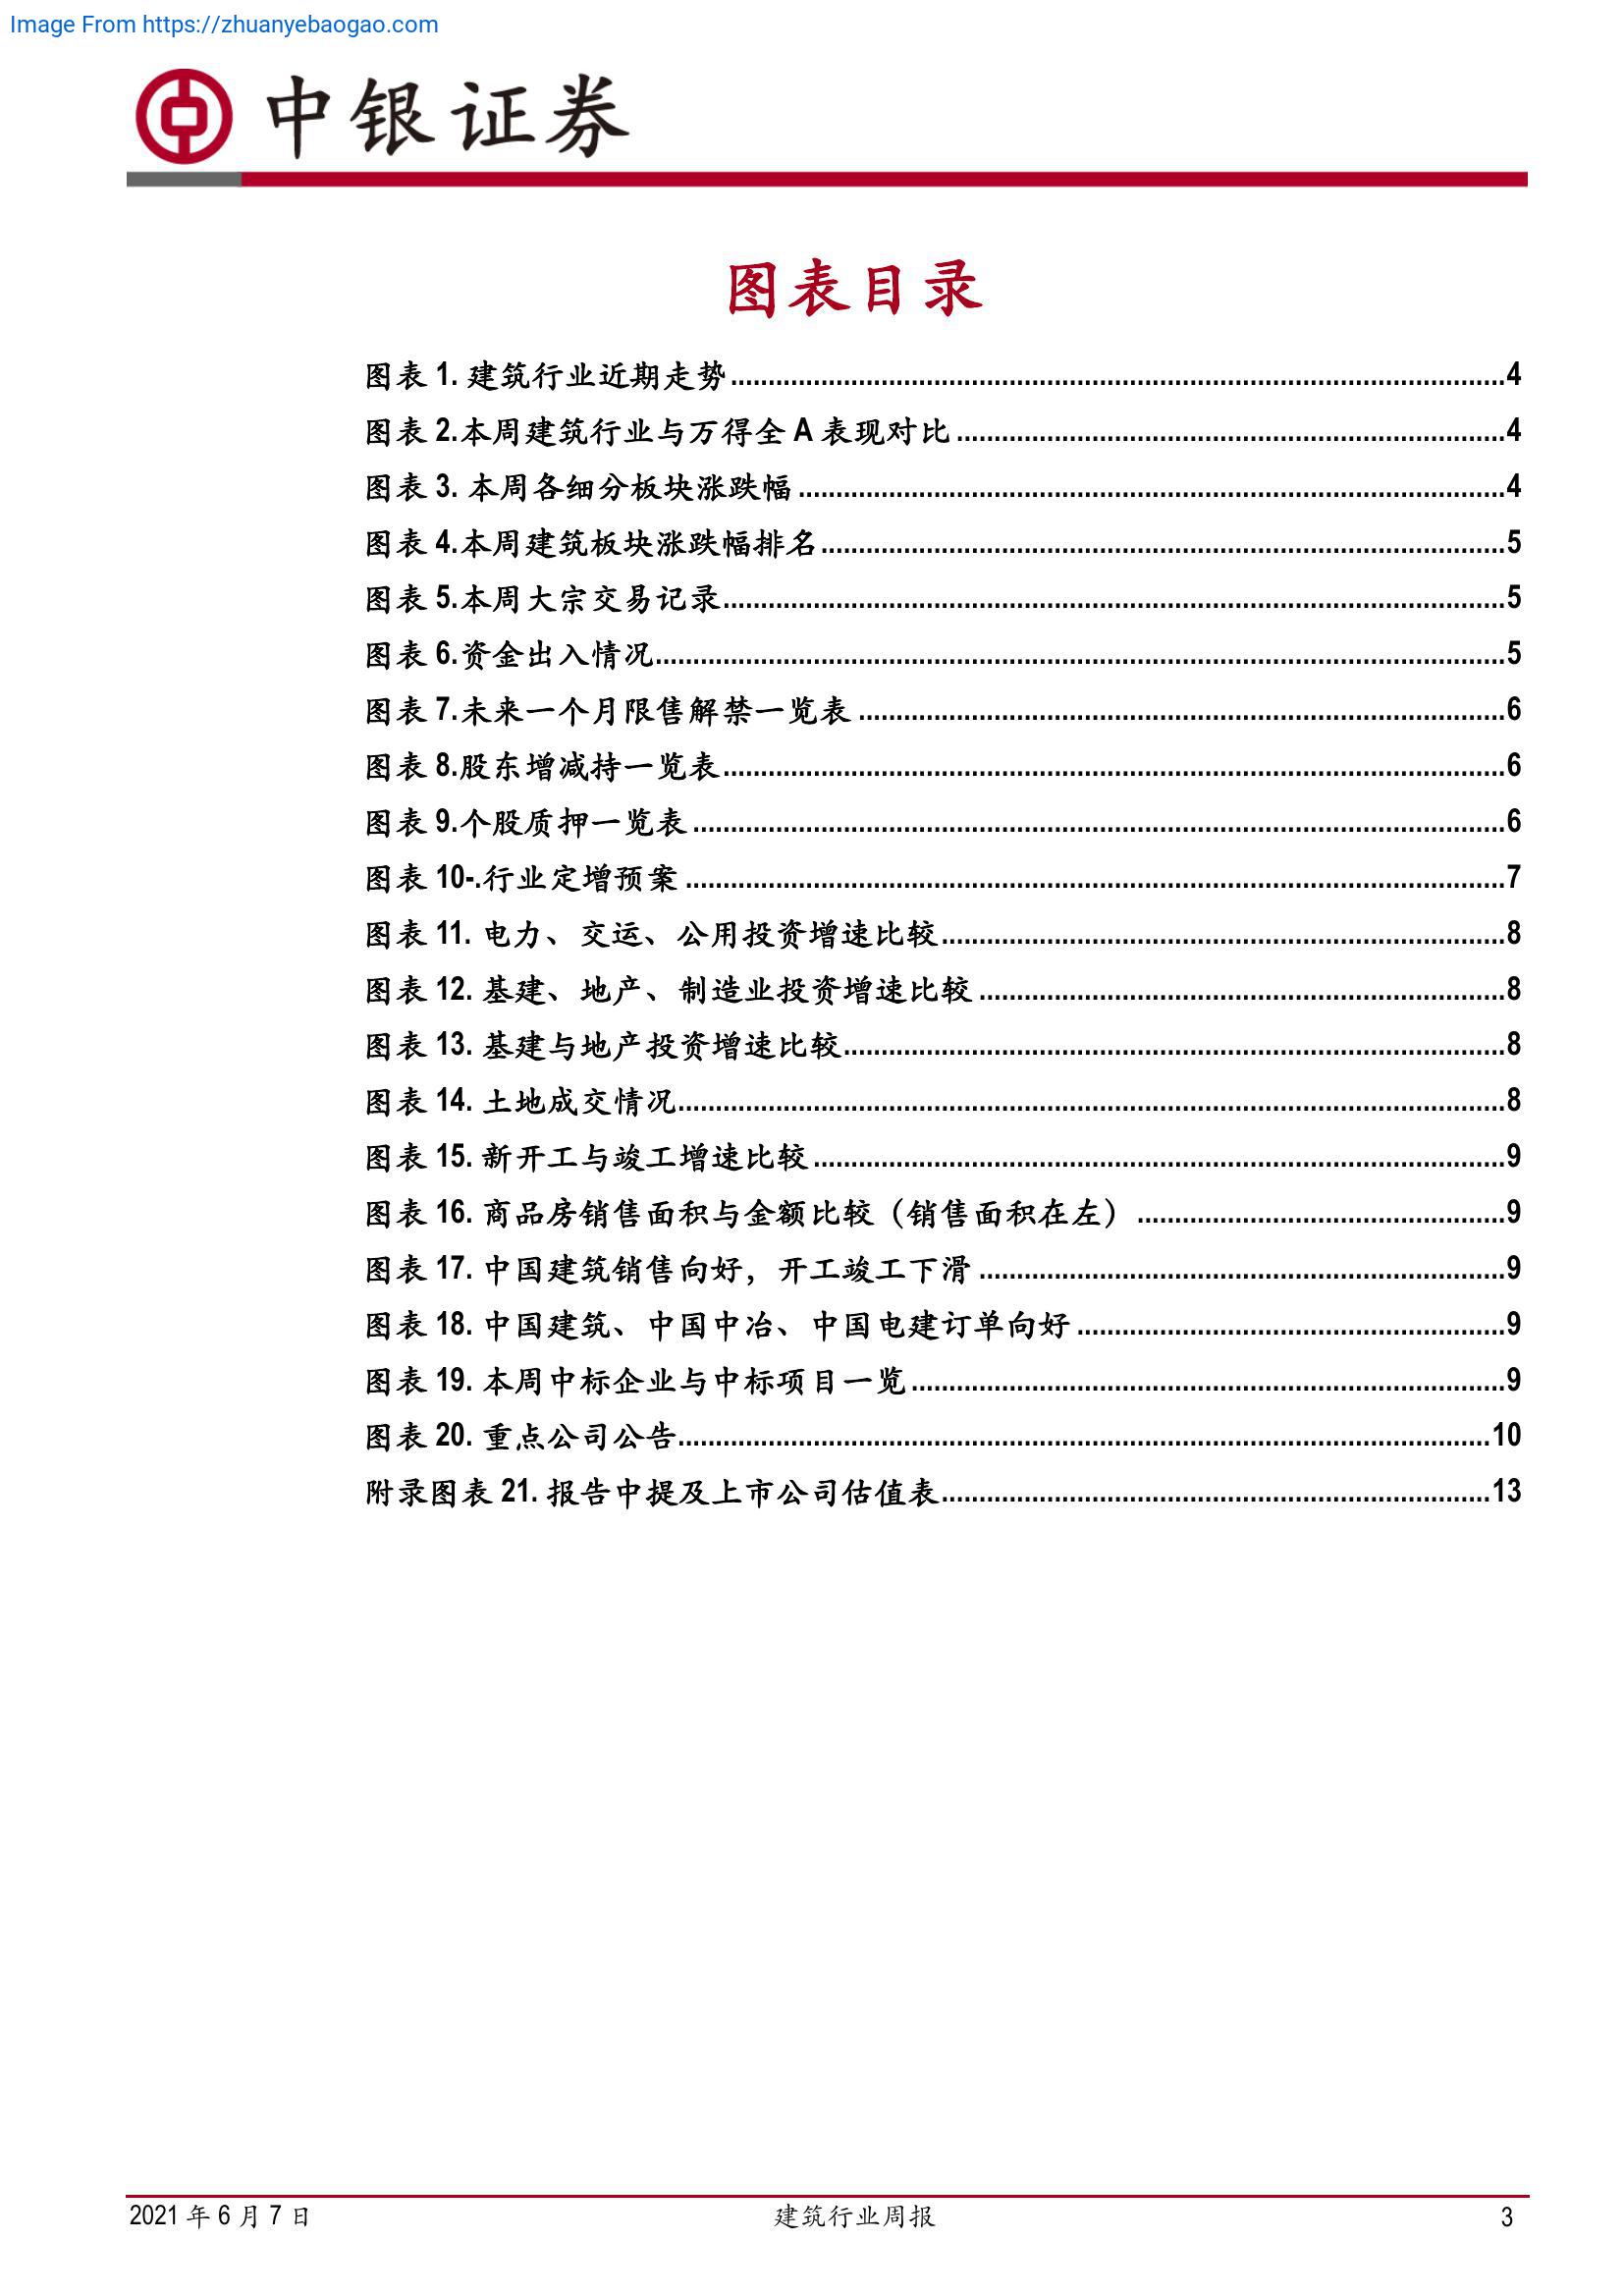 Image From https://zhuanyebaogao.com
中银证券
图表目录
图表 1. 建筑行业近期走势........................4
图表 2.本周建筑行业与万得全 A 表现对比........................4
图表 3. 本周各细分板块涨跌幅........................4
图表 4.本周建筑板块涨跌幅排名........................5
图表 5.本周大宗交易记录........................5
图表 6.资金出入情况........................5
图表 7.未来一个月限售解禁一览表........................6
图表 8.股东增减持一览表........................6
图表 9.个股质押一览表........................6
图表 10-.行业定增预案........................7
图表 11. 电力、交运、公用投资增速比较........................8
图表 12. 基建、地产、制造业投资增速比较........................8
图表 13. 基建与地产投资增速比较........................8
图表 14. 土地成交情况........................8
图表 15. 新开工与竣工增速比较........................9
图表 16. 商品房销售面积与金额比较（销售面积在左）........................9
图表 17. 中国建筑销售向好，开工竣工下滑........................9
图表 18. 中国建筑、中国中冶、中国电建订单向好........................9
图表 19. 本周中标企业与中标项目一览........................9
图表 20. 重点公司公告........................10
附录图表 21. 报告中提及上市公司估值表........................13
2021 年 6 月 7 日
建筑行业周报
3